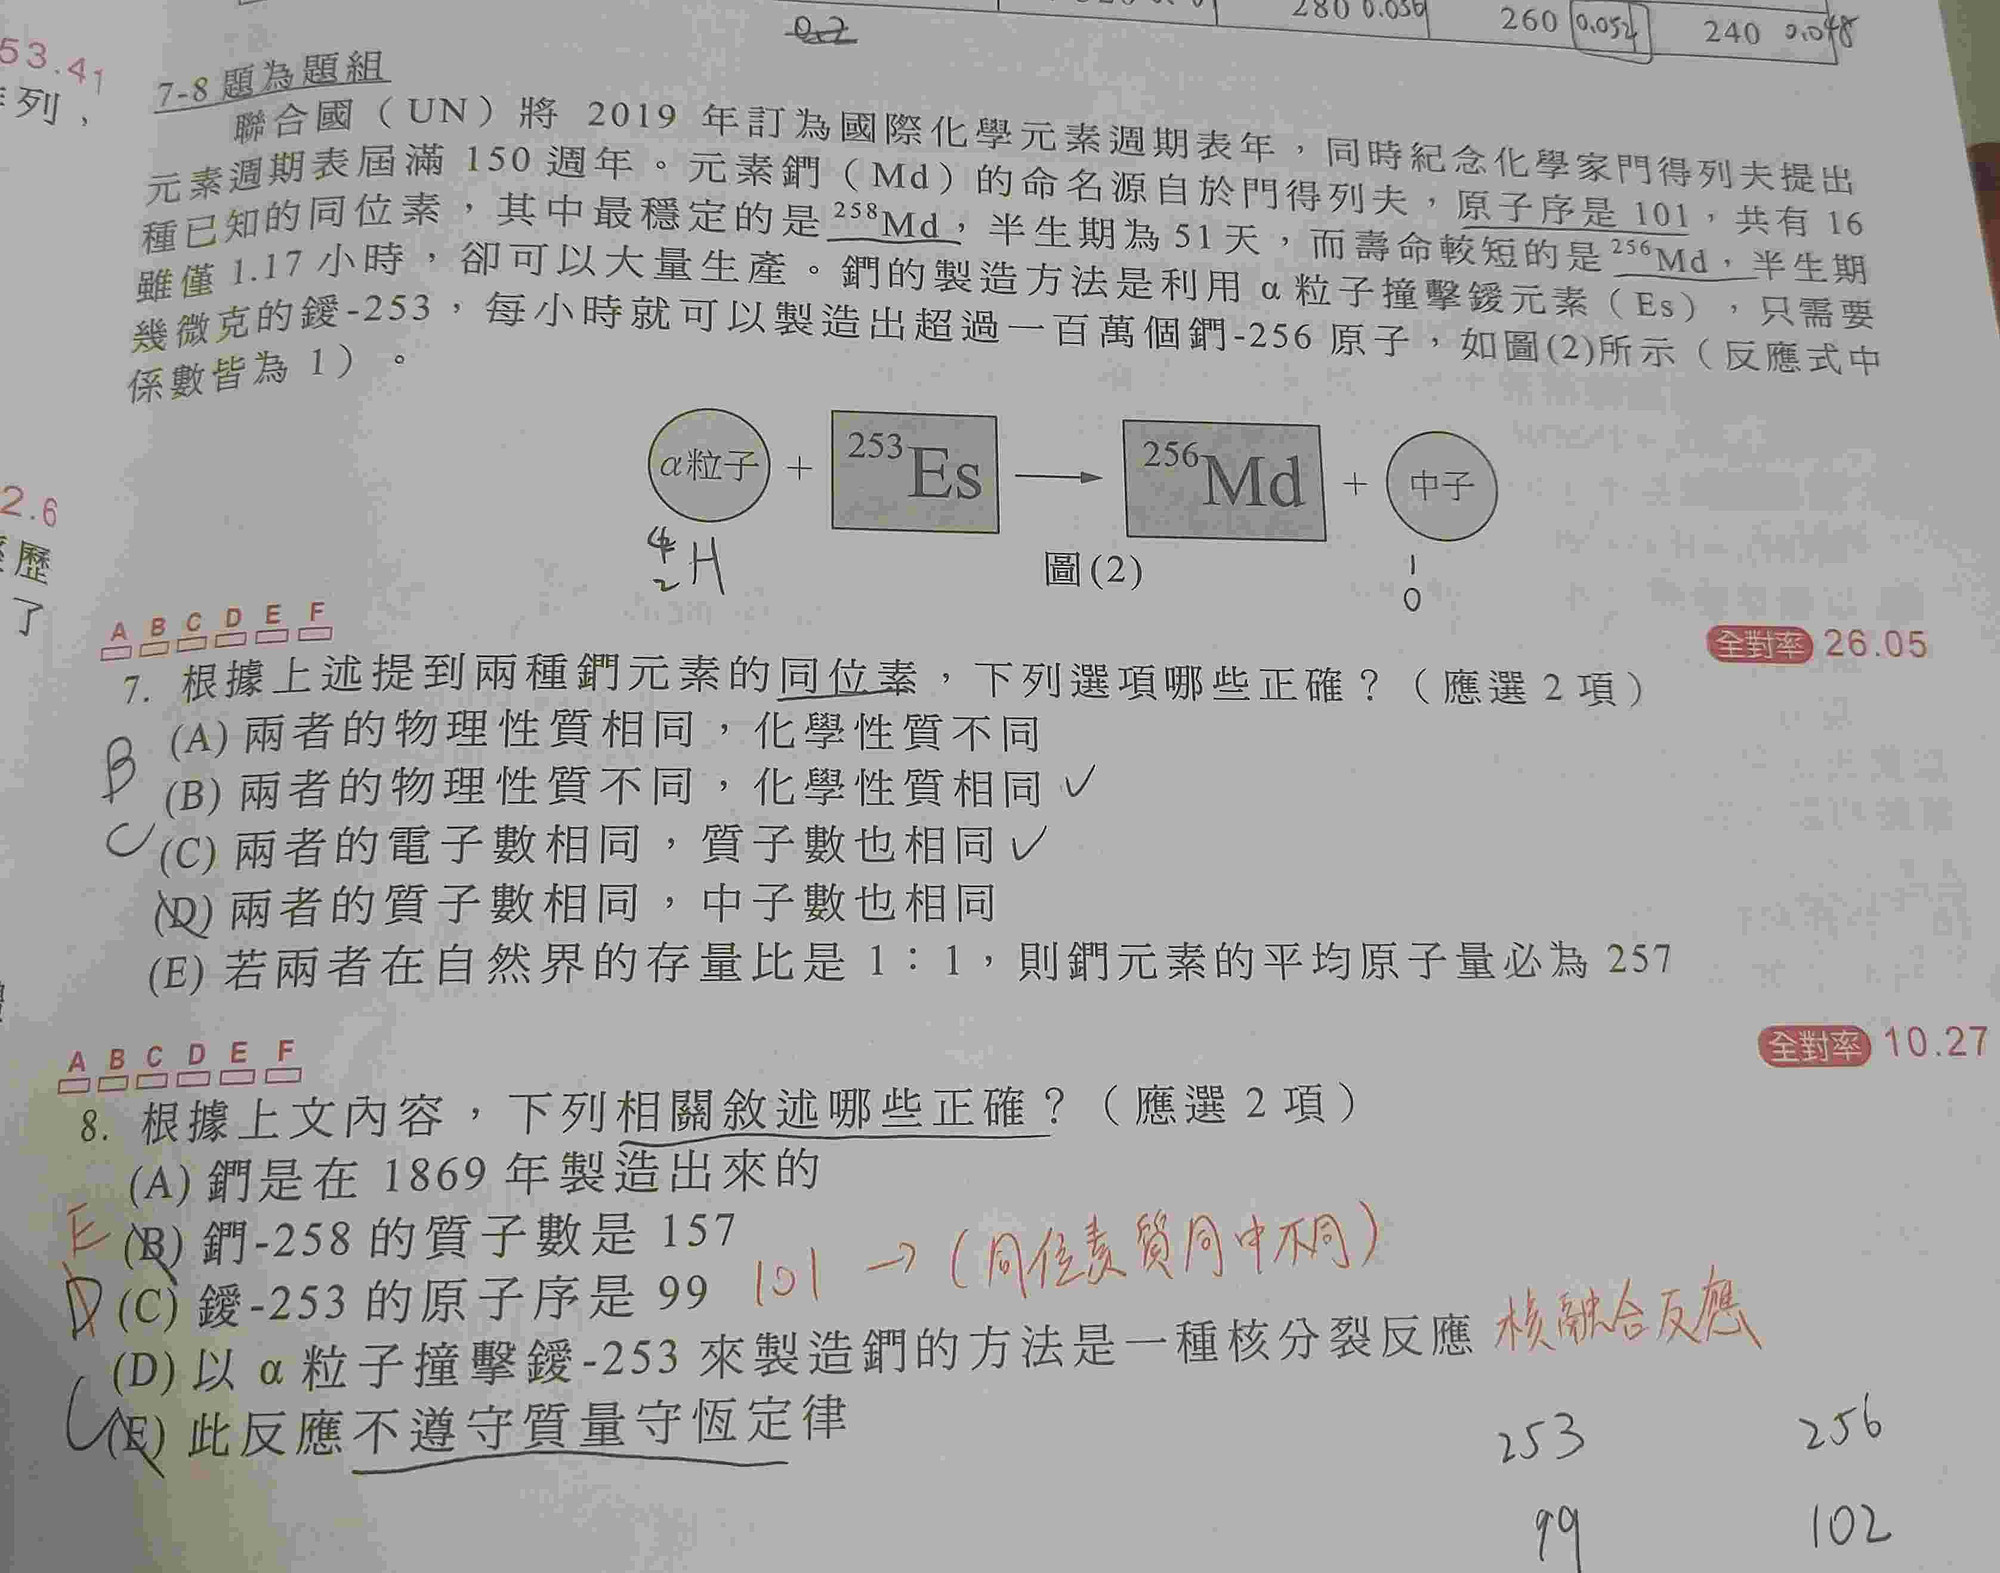 280 0.056
260 0.052
240 0.048
0.2
53.41
列，
7-8 題為題組
聯合國（UN）將 2019 年訂為國際化學元素週期表年，同時紀念化學家門得列夫提出
元素週期表屆滿 150 週年。元素鍆（Md）的命名源自於門得列夫，原子序是 101，共有 16
種已知的同位素，其中最穩定的是 ²⁵⁸Md，半生期為 51 天，而壽命較短的是 ²⁵⁶Md，半生期
雖僅 1.17 小時，卻可以大量生產。鍆的製造方法是利用 α 粒子撞擊鑀元素（Es），只需要
幾微克的鑀-253，每小時就可以製造出超過一百萬個鍆-256 原子，如圖(2)所示（反應式中
係數皆為 1）。
α粒子 + ²⁵³Es → ²⁵⁶Md + 中子
4
2 H
1
0
圖(2)
2.6
歷
了
A B C D E F
全對率 26.05
7. 根據上述提到兩種鍆元素的同位素，下列選項哪些正確？（應選 2 項）
(A) 兩者的物理性質相同，化學性質不同
B
(B) 兩者的物理性質不同，化學性質相同 ✓
C
(C) 兩者的電子數相同，質子數也相同 ✓
(D) 兩者的質子數相同，中子數也相同
(E) 若兩者在自然界的存量比是 1：1，則鍆元素的平均原子量必為 257
A B C D E F
全對率 10.27
8. 根據上文內容，下列相關敘述哪些正確？（應選 2 項）
(A) 鍆是在 1869 年製造出來的
E
(B) 鍆-258 的質子數是 157
101 → (同位素質同中不同)
D
(C) 鑀-253 的原子序是 99
(D) 以 α 粒子撞擊鑀-253 來製造鍆的方法是一種核分裂反應 核融合反應
C
(E) 此反應不遵守質量守恆定律
253 256
99 102